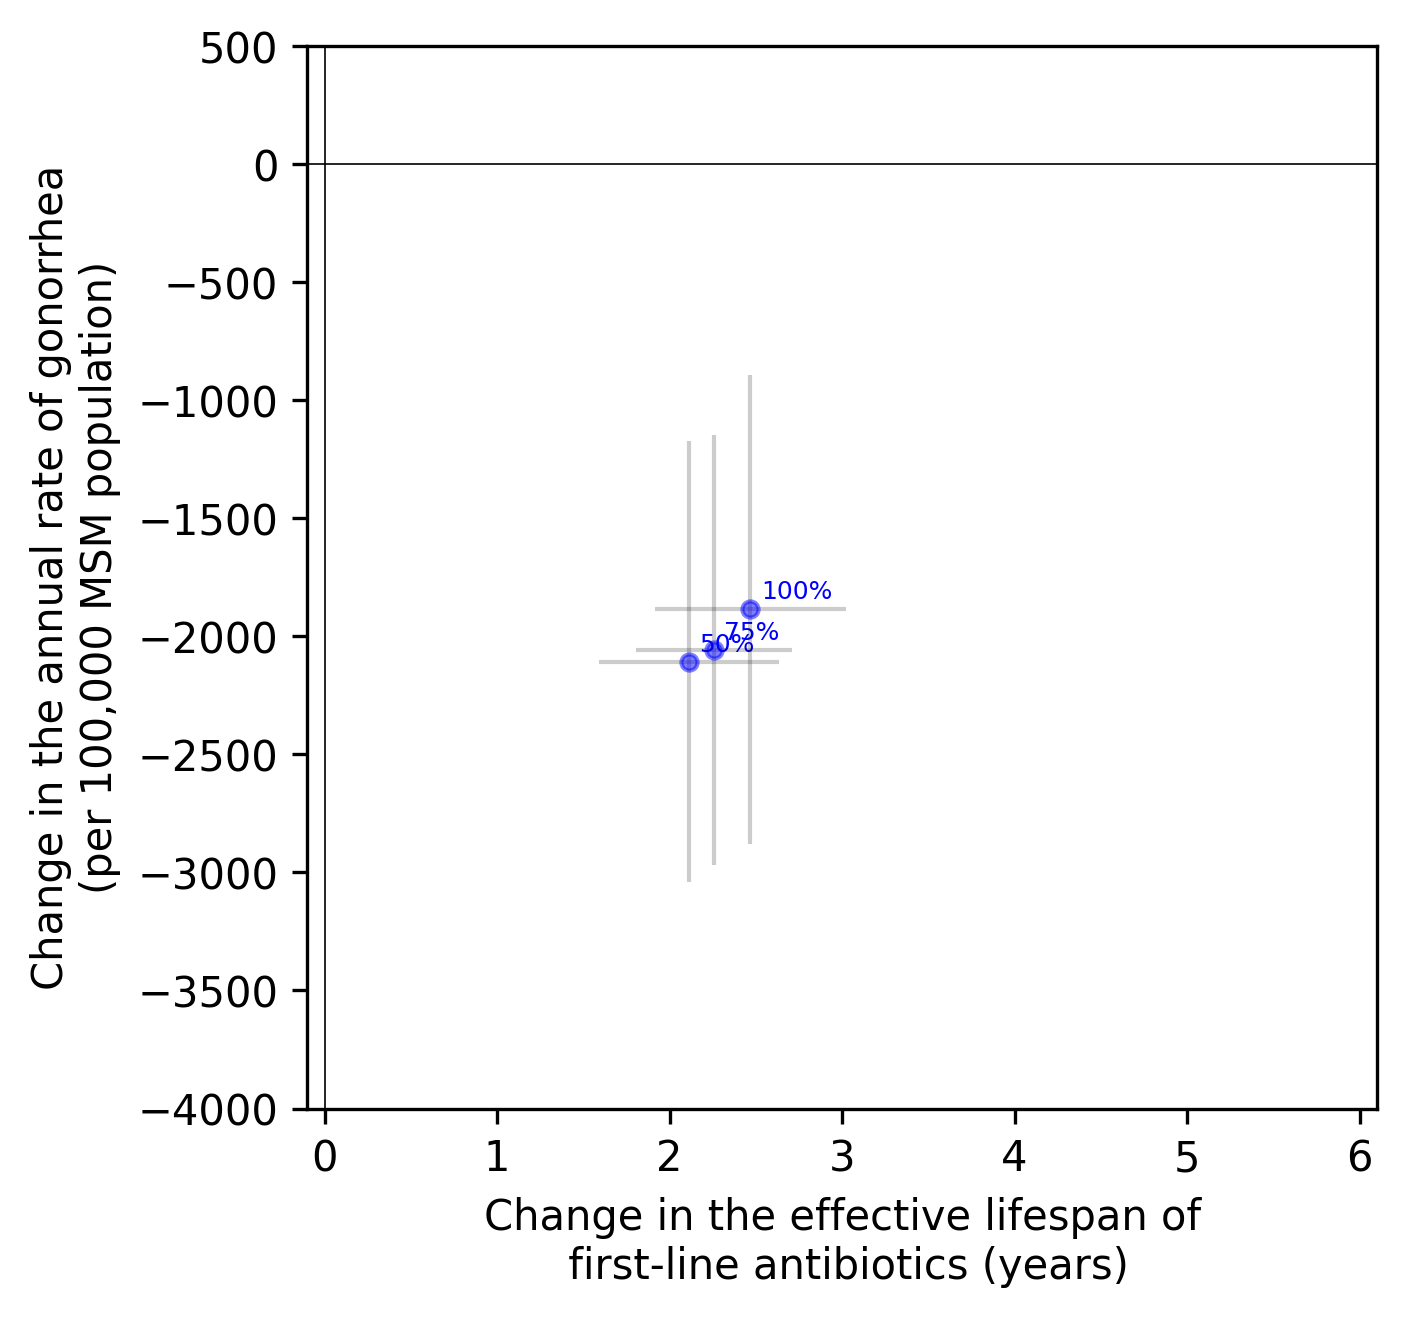 Change in the annual rate of gonorrhea
(per 100,000 MSM population)
500
0
−500
−1000
−1500
−2000
−2500
−3000
−3500
−4000
100%
75%
50%
0 1 2 3 4 5 6
Change in the effective lifespan of
first-line antibiotics (years)